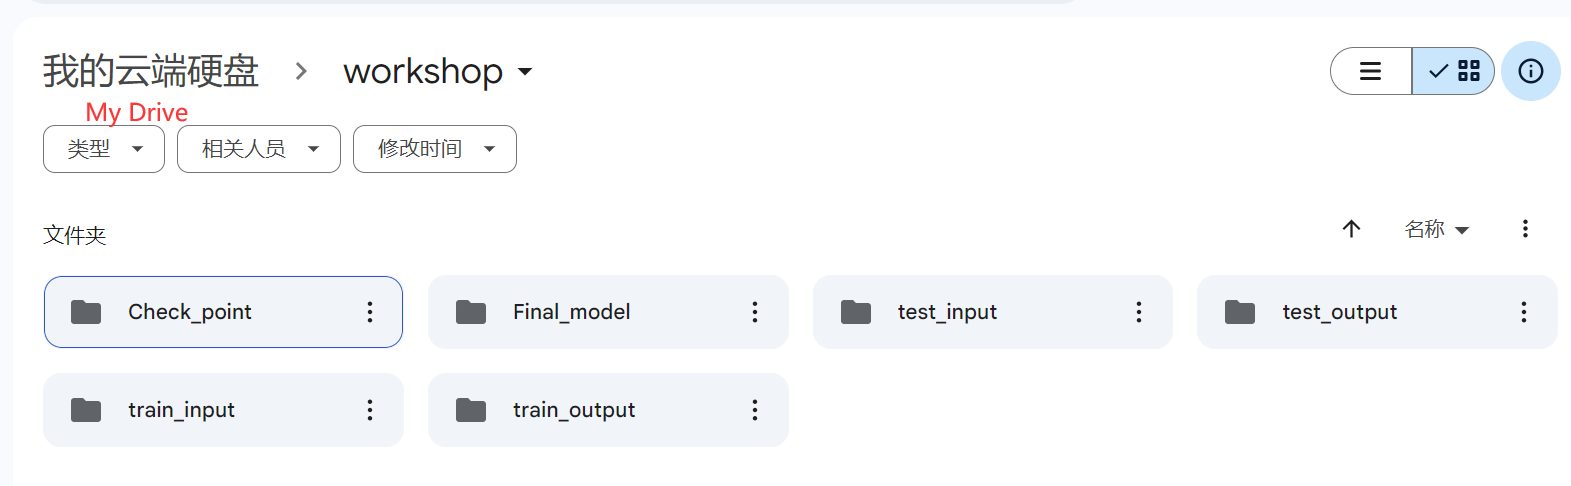 我的云端硬盘 workshop
My Drive
类型 相关人员 修改时间
文件夹 名称
Check_point Final_model test_input test_output
train_input train_output